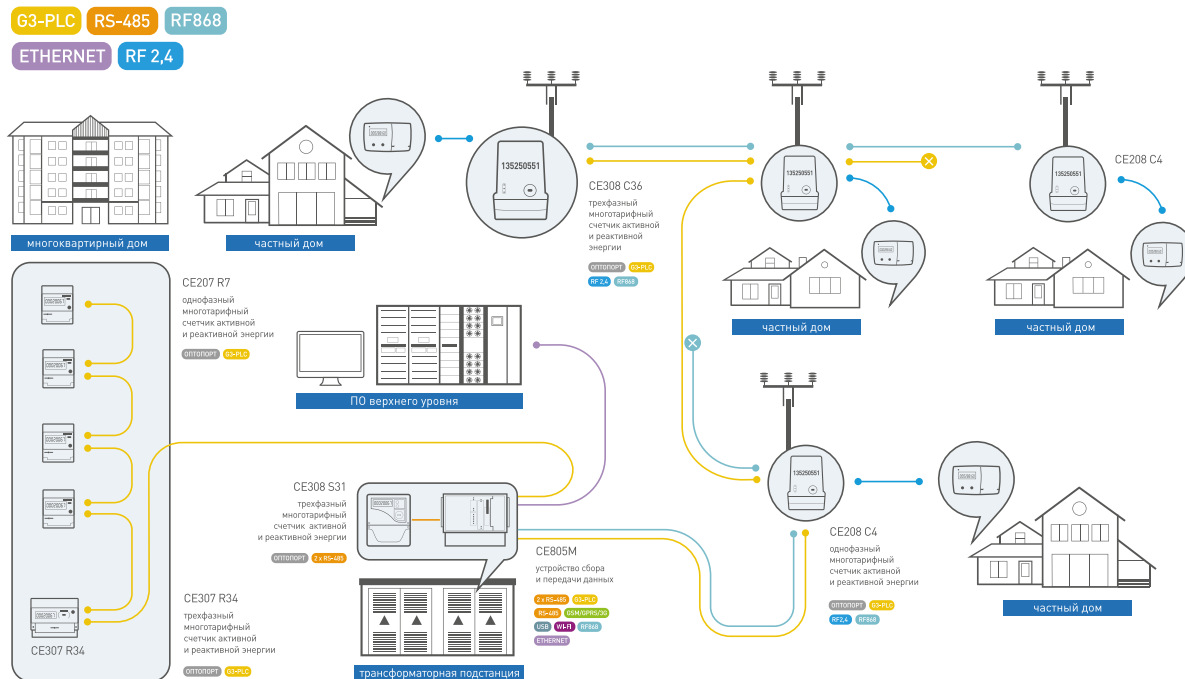 G3-PLC RS-485 RF868
ETHERNET RF 2,4
многоквартирный дом
частный дом
135250551
CE308 C36
трехфазный
многотарифный
счетчик активной
и реактивной
энергии
ОПТОПОРТ G3-PLC
RF 2,4 RF868
135250551
частный дом
135250551
CE208 C4
частный дом
CE207 R7
однофазный
многотарифный
счетчик активной
и реактивной энергии
ОПТОПОРТ G3-PLC
ПО верхнего уровня
CE308 S31
трехфазный
многотарифный
счетчик активной
и реактивной энергии
ОПТОПОРТ 2 x RS-485
CE805M
устройство сбора
и передачи данных
2 x RS-485 G3-PLC
RS-485 GSM/GPRS/3G
USB WI-FI RF868
ETHERNET
трансформаторная подстанция
135250551
CE208 C4
однофазный
многотарифный
счетчик активной
и реактивной энергии
ОПТОПОРТ G3-PLC
RF2,4 RF868
частный дом
CE307 R34
CE307 R34
трехфазный
многотарифный
счетчик активной
и реактивной энергии
ОПТОПОРТ G3-PLC